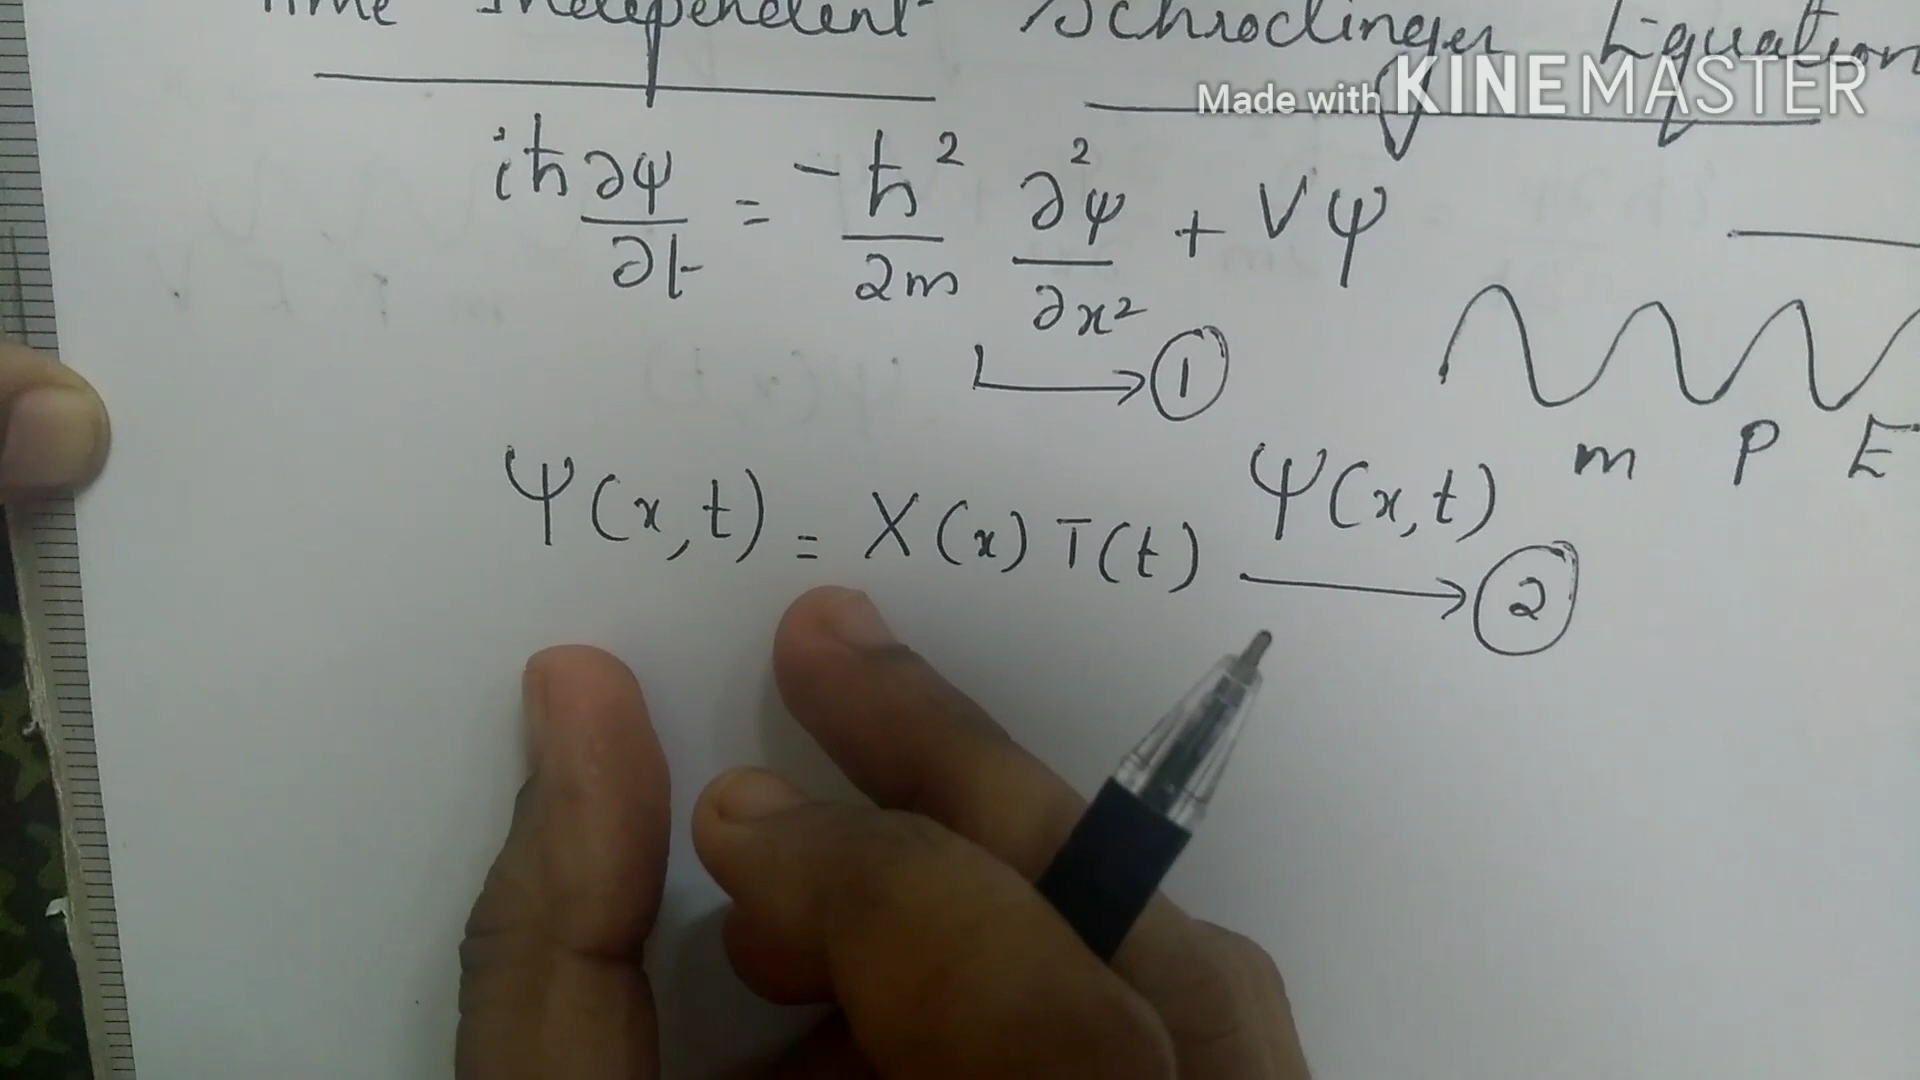 Time Independent Schrodinger Equation
Made with KINEMASTER
iħ ∂ψ/∂t = -ħ²/2m ∂²ψ/∂x² + Vψ
→ ①
m P E
ψ(x,t)
ψ(x,t) = X(x) T(t) → ②